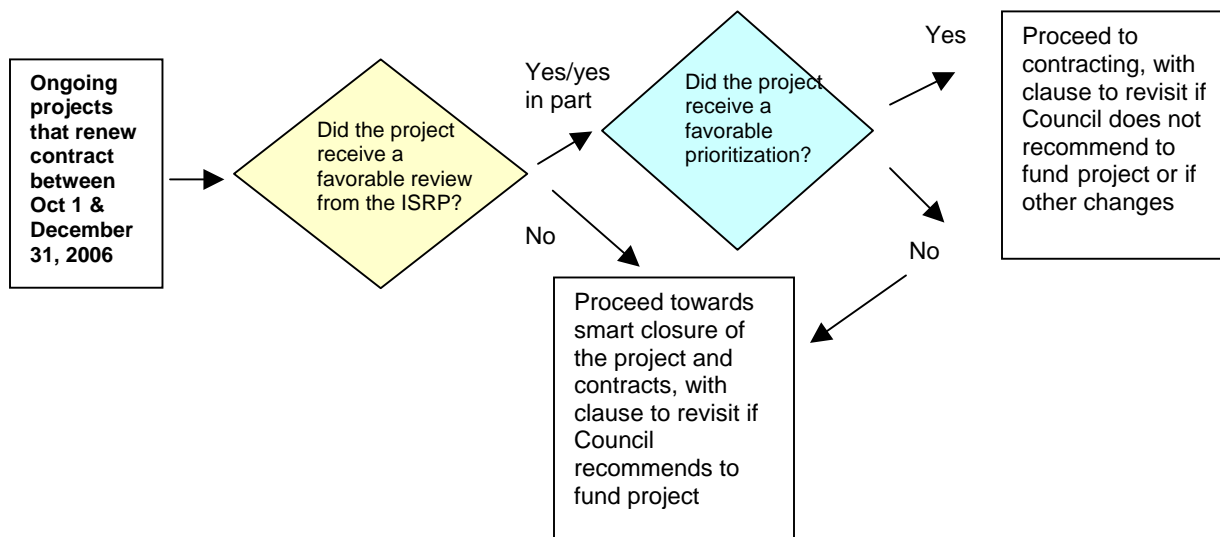 Ongoing
projects
that renew
contract
between
Oct 1 &
December
31, 2006
Did the project
receive a
favorable review
from the ISRP?
Yes/yes
in part
No
Did the project
receive a
favorable
prioritization?
Yes
No
Proceed to
contracting, with
clause to revisit if
Council does not
recommend to
fund project or if
other changes
Proceed towards
smart closure of
the project and
contracts, with
clause to revisit if
Council
recommends to
fund project